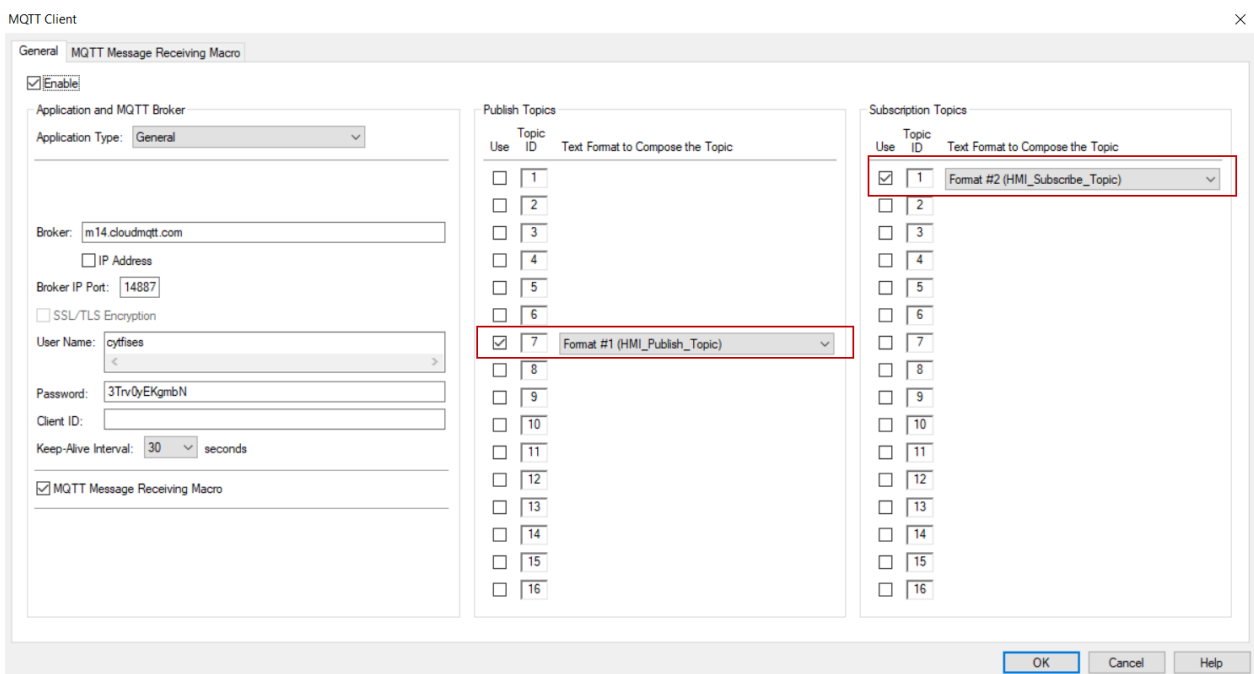 MQTT Client
General MQTT Message Receiving Macro
Enable
Application and MQTT Broker
Application Type: General
Broker: m14.cloudmqtt.com
IP Address
Broker IP Port: 14887
SSL/TLS Encryption
User Name: cytfises
Password: 3Trv0yEKgmbN
Client ID:
Keep-Alive Interval: 30 seconds
MQTT Message Receiving Macro
Publish Topics
Use Topic ID Text Format to Compose the Topic
1
2
3
4
5
6
7 Format #1 (HMI_Publish_Topic)
8
9
10
11
12
13
14
15
16
Subscription Topics
Use Topic ID Text Format to Compose the Topic
1 Format #2 (HMI_Subscribe_Topic)
2
3
4
5
6
7
8
9
10
11
12
13
14
15
16
OK Cancel Help